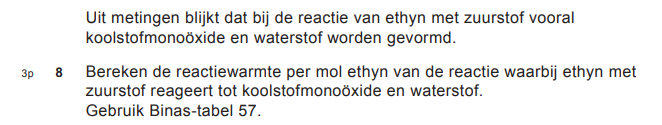 Uit metingen blijkt dat bij de reactie van ethyn met zuurstof vooral
koolstofmonoöxide en waterstof worden gevormd.
3p 8 Bereken de reactiewarmte per mol ethyn van de reactie waarbij ethyn met
zuurstof reageert tot koolstofmonoöxide en waterstof.
Gebruik Binas-tabel 57.